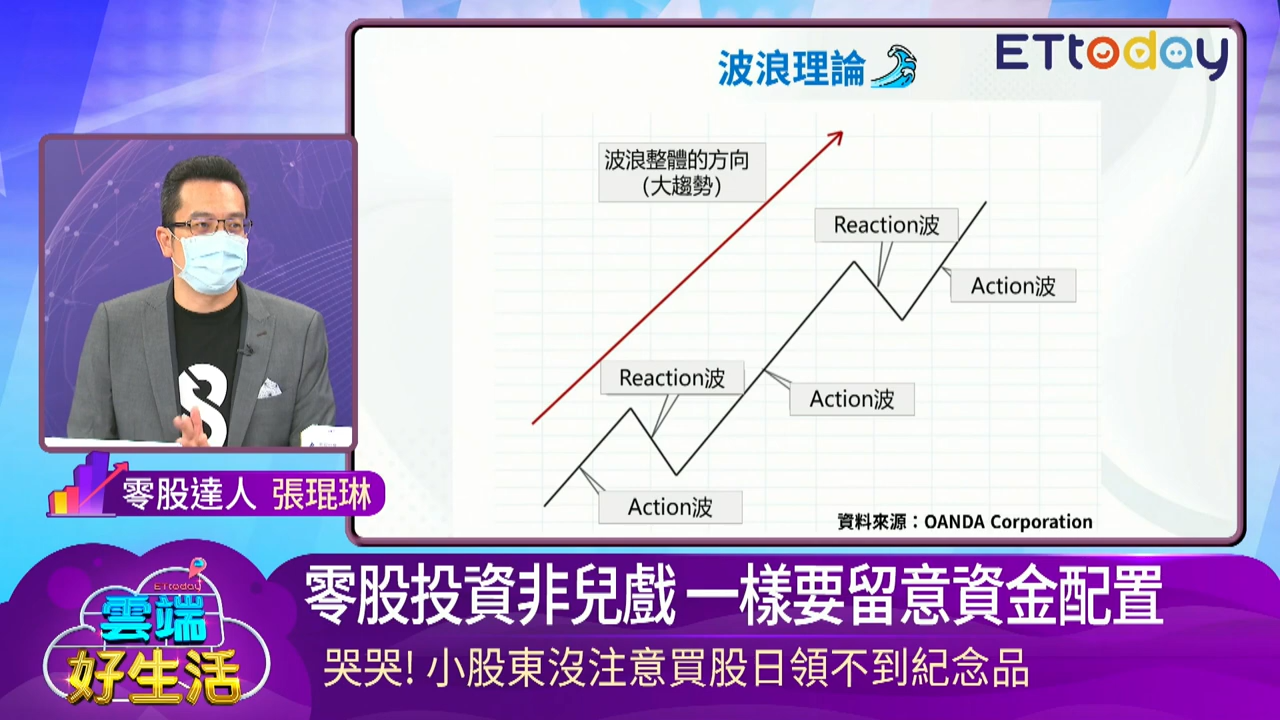 ETtoday
波浪理論
波浪整體的方向
(大趨勢)
Reaction波
Action波
Reaction波
Action波
Action波
資料來源：OANDA Corporation
零股達人 張琨琳
ETtoday
雲端
好生活
零股投資非兒戲 一樣要留意資金配置
哭哭! 小股東沒注意買股日領不到紀念品